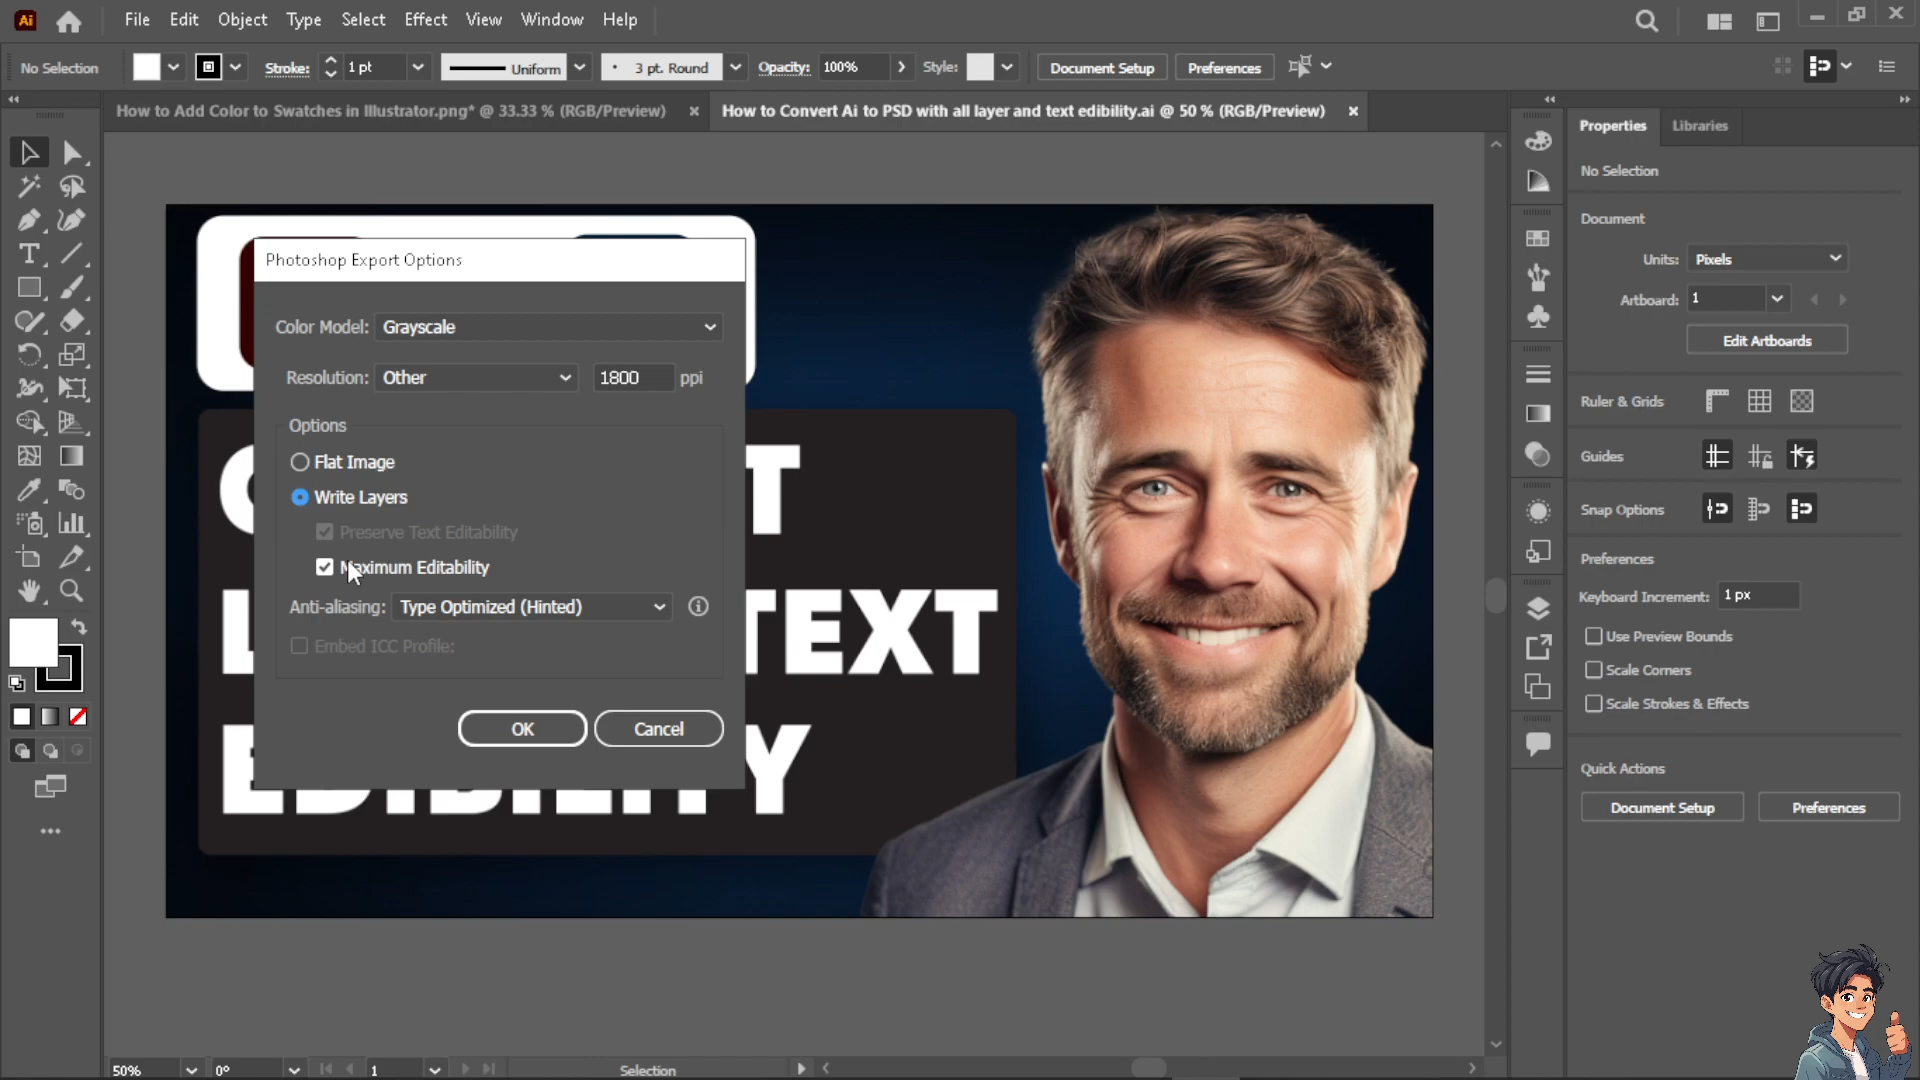 Ai File Edit Object Type Select Effect View Window Help
No Selection Stroke: 1 pt Uniform 3 pt. Round Opacity: 100% Style: Document Setup Preferences
How to Add Color to Swatches in Illustrator.png* @ 33.33 % (RGB/Preview) How to Convert Ai to PSD with all layer and text edibility.ai @ 50 % (RGB/Preview)
Photoshop Export Options
Color Model: Grayscale
Resolution: Other 1800 ppi
Options
Flat Image
Write Layers
Preserve Text Editability
Maximum Editability
Anti-aliasing: Type Optimized (Hinted)
Embed ICC Profile:
OK Cancel
TEXT
EDIBILITY
Properties Libraries
No Selection
Document
Units: Pixels
Artboard: 1
Edit Artboards
Ruler & Grids
Guides
Snap Options
Preferences
Keyboard Increment: 1 px
Use Preview Bounds
Scale Corners
Scale Strokes & Effects
Quick Actions
Document Setup Preferences
50% 0° 1 Selection